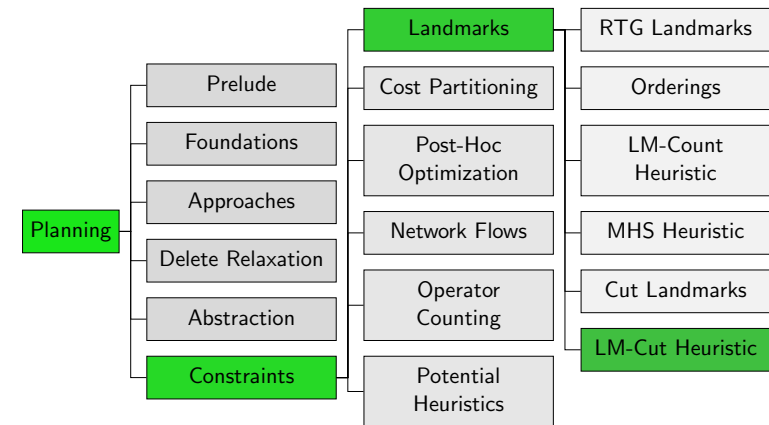 Planning
Prelude
Foundations
Approaches
Delete Relaxation
Abstraction
Constraints
Landmarks
Cost Partitioning
Post-Hoc
Optimization
Network Flows
Operator
Counting
Potential
Heuristics
RTG Landmarks
Orderings
LM-Count
Heuristic
MHS Heuristic
Cut Landmarks
LM-Cut Heuristic